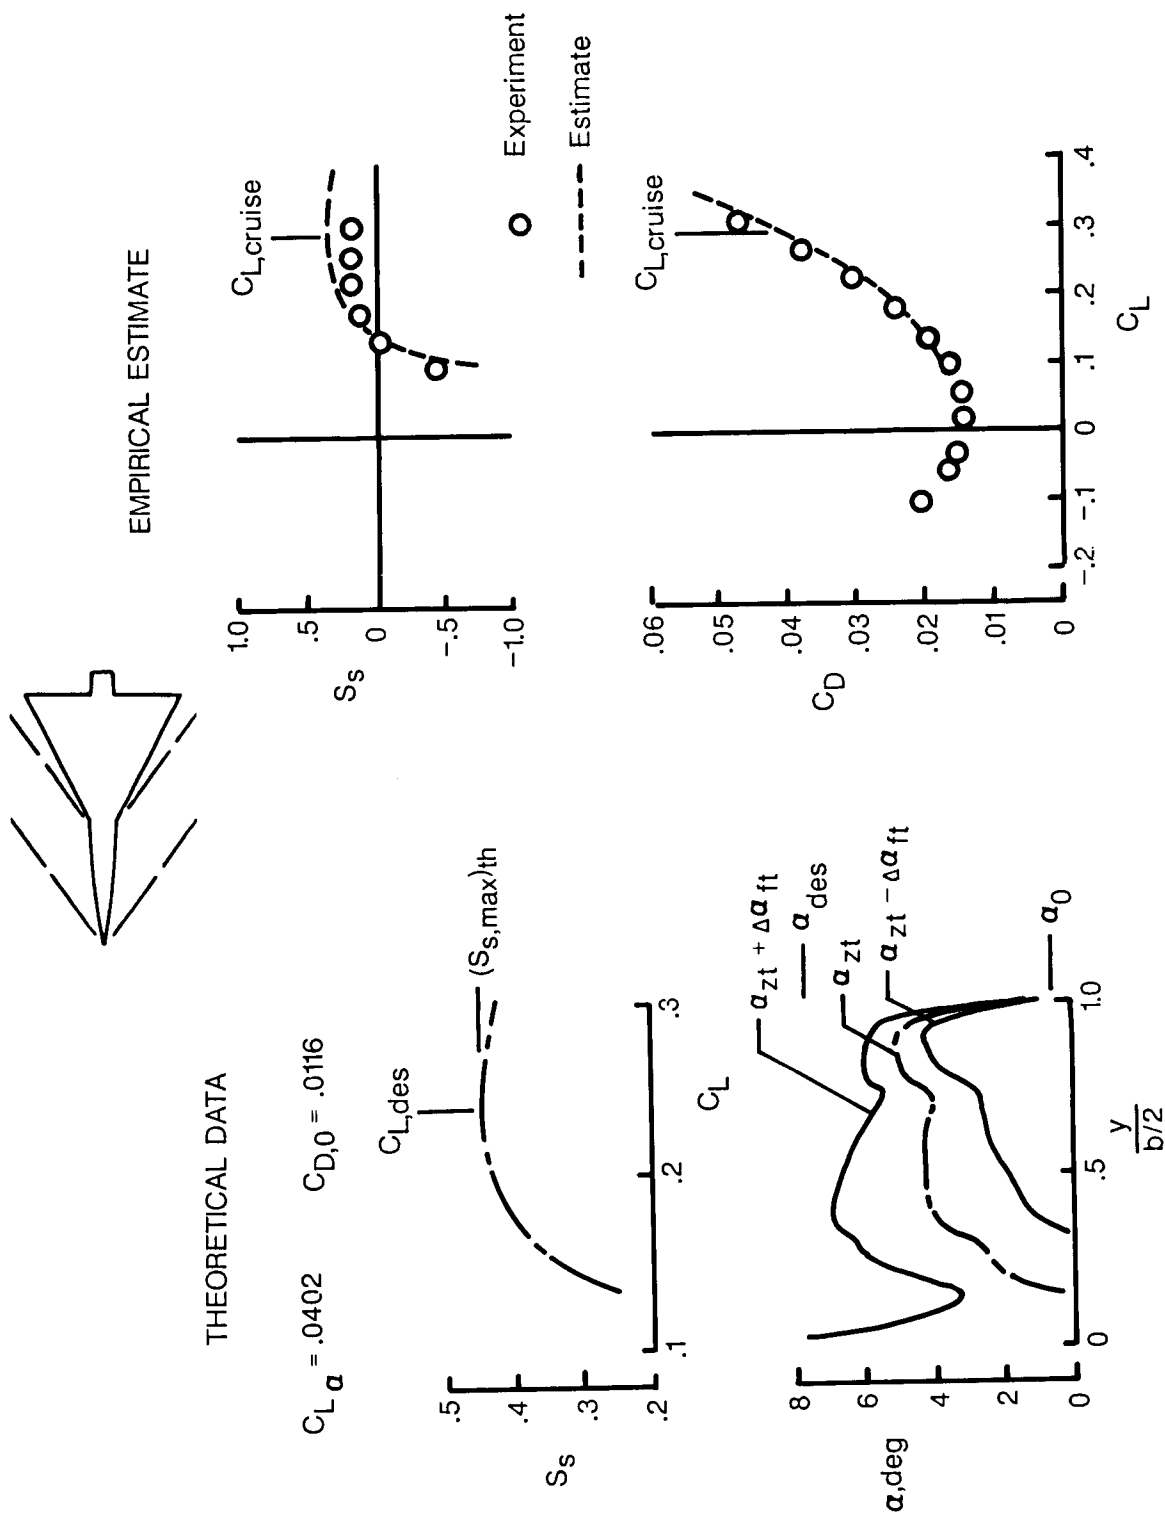 THEORETICAL DATA
C_Lα = .0402 C_D,0 = .0116
C_L,des
(S_s,max)th
S_s
.5
.4
.3
.2
.1
.2
.3
C_L
α_zt + Δα_ft
α_des
α_zt
α_zt − Δα_ft
α_0
α,deg
8
6
4
2
0
0
.5
1.0
y
b/2
EMPIRICAL ESTIMATE
C_L,cruise
S_s
1.0
.5
0
−.5
−1.0
Experiment
Estimate
C_L,cruise
C_D
.06
.05
.04
.03
.02
.01
0
−.2
−.1
0
.1
.2
.3
.4
C_L